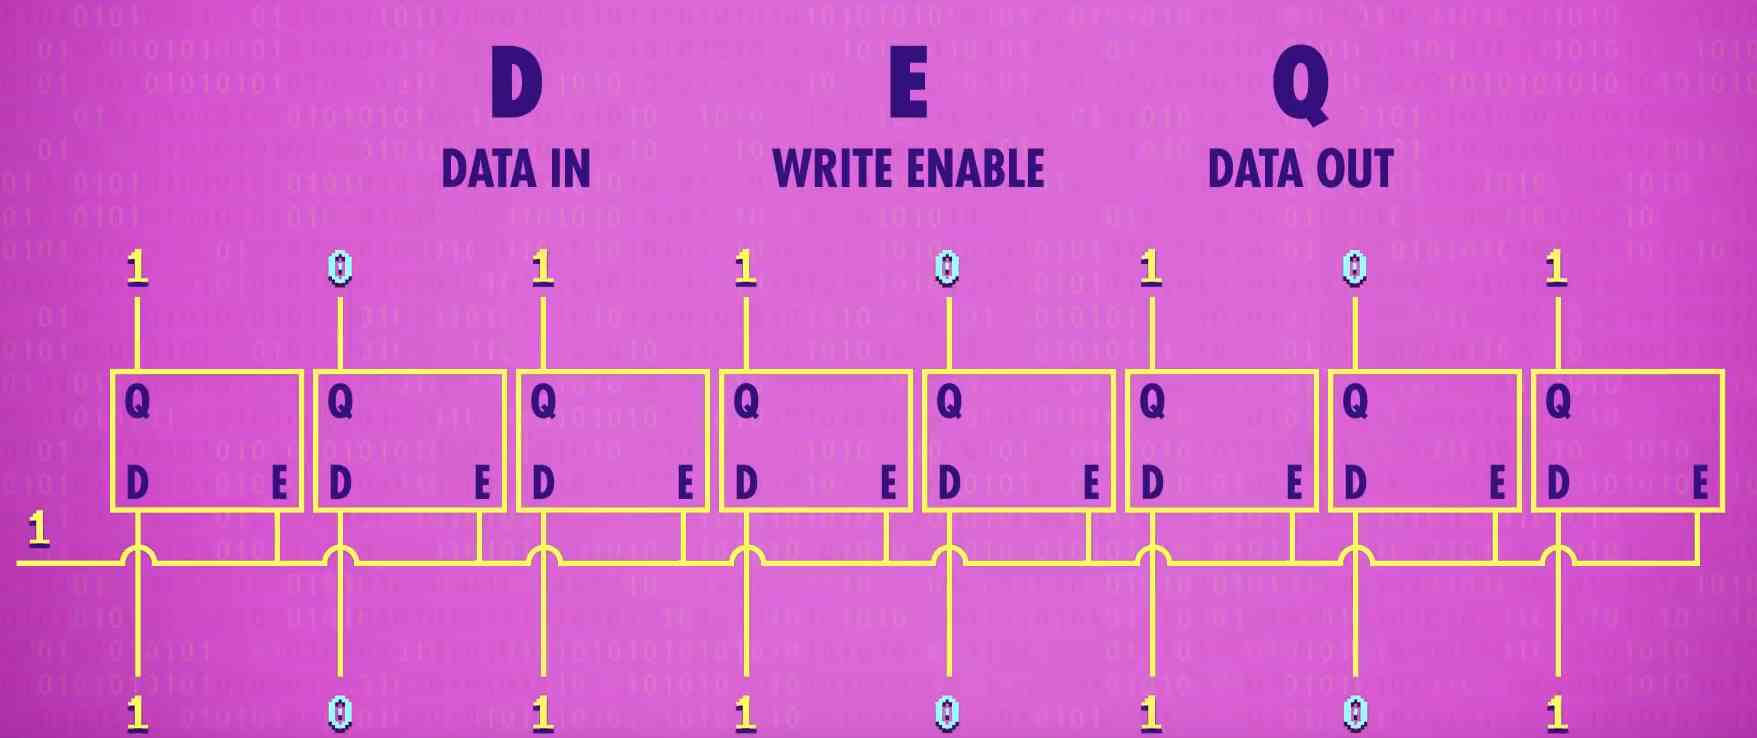 D E Q
DATA IN WRITE ENABLE DATA OUT
1 0 1 1 0 1 0 1
Q Q Q Q Q Q Q Q
D E D E D E D E D E D E D E D E
1
1 0 1 1 0 1 0 1